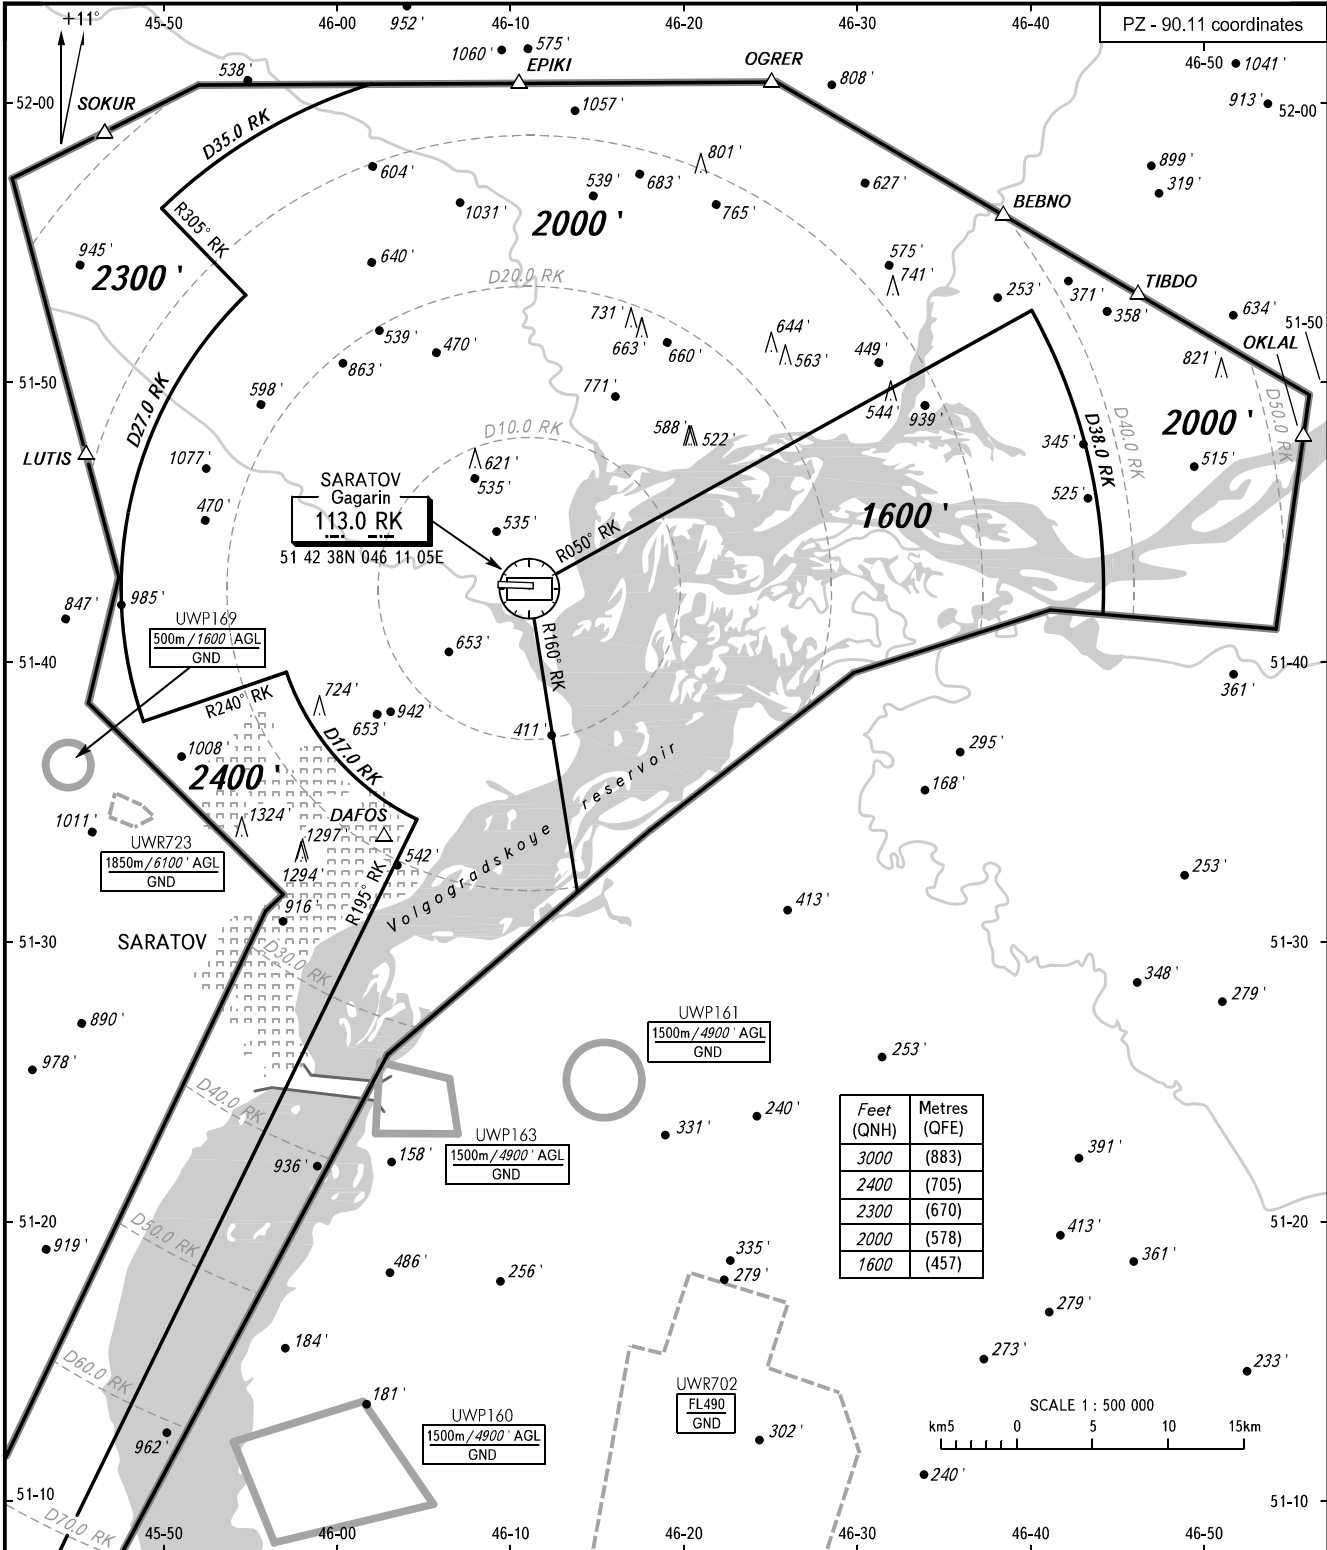 45-50
46-00
952'
46-10
46-20
46-30
46-40
PZ - 90.11 coordinates
+11°
1060'
575'
EPIKI
OGRER
46-50
1041'
538'
808'
913'
52-00
SOKUR
1057'
52-00
D35.0 RK
801'
604'
899'
539'
683'
627'
319'
R305° RK
1031'
2000'
765'
BEBNO
945'
640'
575'
2300'
D20.0 RK
741'
371'
TIBDO
253'
731'
358'
634'
539'
663'
644'
51-50
470'
660'
563'
449'
OKLAL
863'
821'
51-50
598'
771'
544'
939'
D50.0 RK
D27.0 RK
D10.0 RK
588'
522'
D38.0 RK
D40.0 RK
2000'
LUTIS
1077'
621'
345'
515'
SARATOV
Gagarin
113.0 RK
51 42 38N 046 11 05E
535'
470'
535'
525'
1600'
R050° RK
847'
985'
UWP169
500m/1600' AGL
GND
R160° RK
653'
51-40
51-40
R240° RK
724'
942'
653'
361'
411'
1008'
D17.0 RK
295'
2400'
168'
1011'
1324'
DAFOS
Volgogradskoye reservoir
UWR723
1850m/6100' AGL
GND
1297'
542'
1294'
253'
R195° RK
916'
413'
SARATOV
51-30
51-30
D30.0 RK
348'
279'
890'
UWP161
1500m/4900' AGL
GND
978'
253'
D40.0 RK
240'
331'
Feet
(QNH)
Metres
(QFE)
3000
(883)
2400
(705)
2300
(670)
2000
(578)
1600
(457)
UWP163
1500m/4900' AGL
GND
158'
936'
391'
51-20
51-20
D50.0 RK
919'
413'
335'
361'
486'
256'
279'
279'
184'
273'
D60.0 RK
233'
UWR702
FL490
GND
181'
UWP160
1500m/4900' AGL
GND
SCALE 1 : 500 000
km5
0
5
10
15km
962'
302'
240'
51-10
51-10
D70.0 RK
45-50
46-00
46-10
46-20
46-30
46-40
46-50